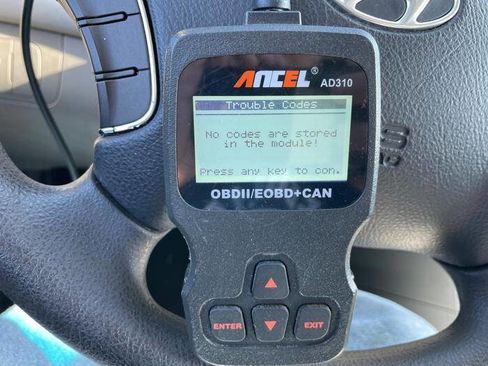 ANCEL ®
AD310
Trouble Codes
No codes are stored
in the module!
Press any key to con.
OBDII/EOBD+CAN
ENTER
EXIT